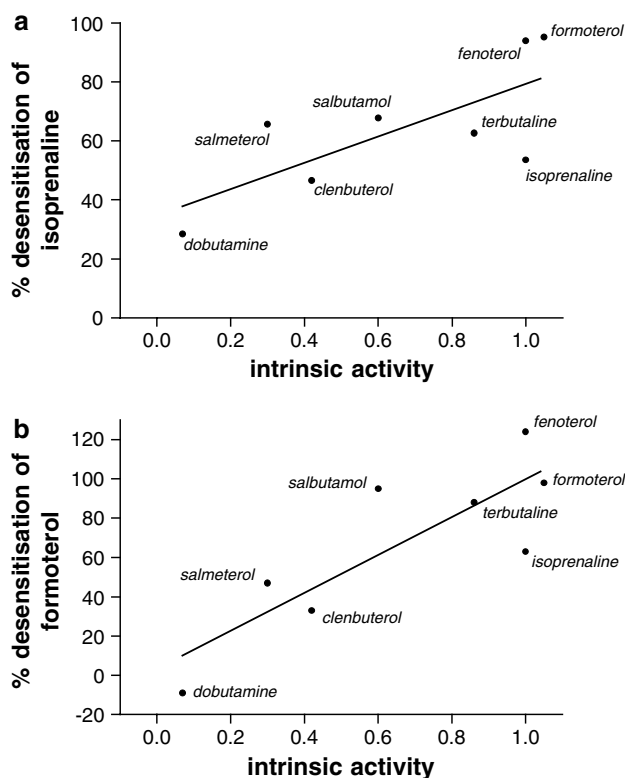 a
% desensitisation of
isoprenaline
100
80
60
40
20
0
formoterol
fenoterol
salbutamol
salmeterol
terbutaline
clenbuterol
isoprenaline
dobutamine
0.0 0.2 0.4 0.6 0.8 1.0
intrinsic activity
b
% desensitisation of
formoterol
120
100
80
60
40
20
0
-20
fenoterol
salbutamol
formoterol
terbutaline
isoprenaline
salmeterol
clenbuterol
dobutamine
0.0 0.2 0.4 0.6 0.8 1.0
intrinsic activity